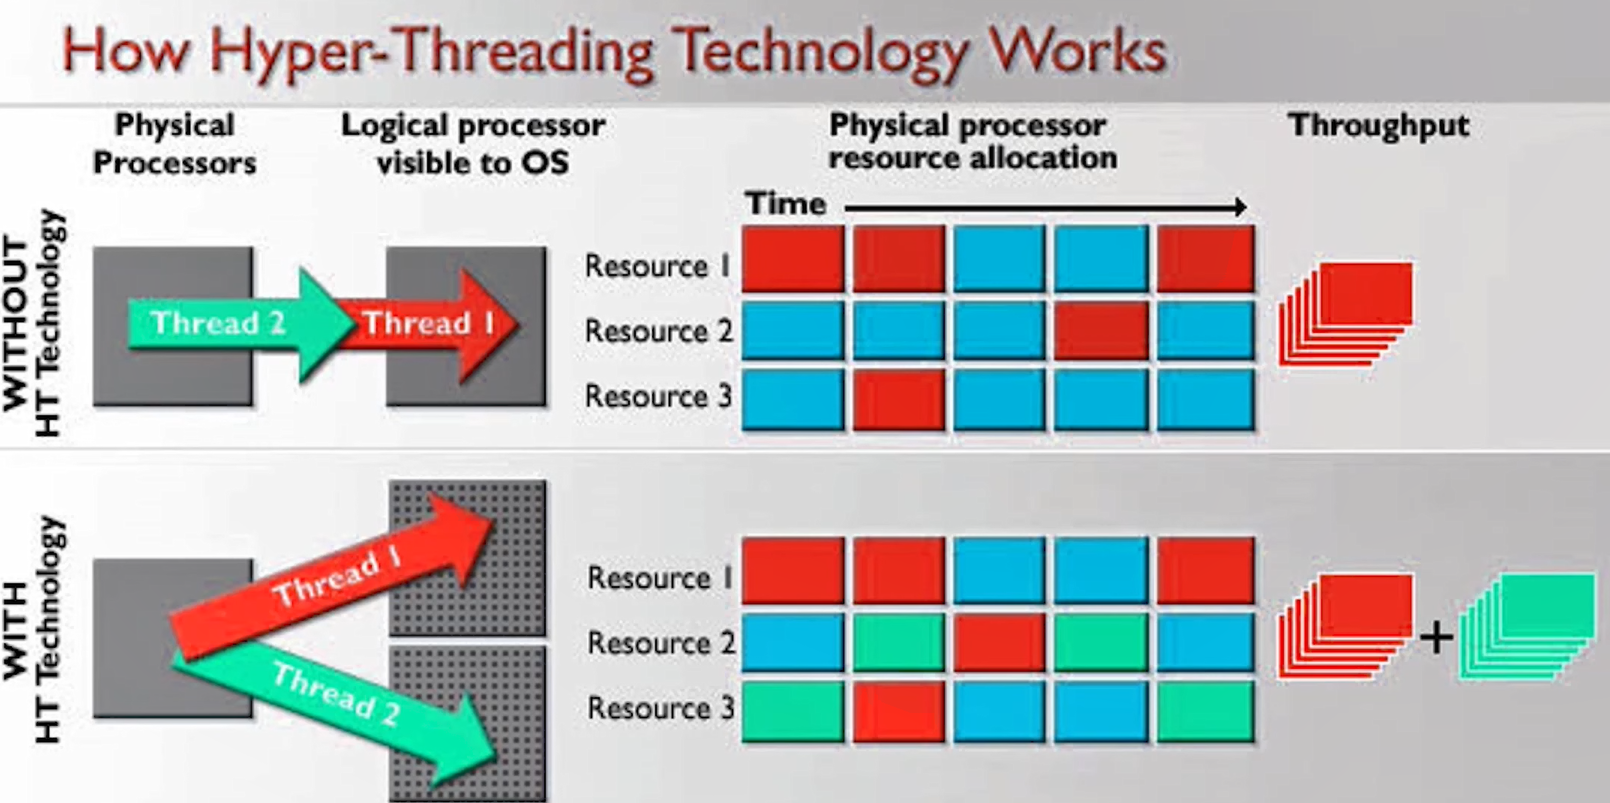 How Hyper-Threading Technology Works
Physical
Processors
Logical processor
visible to OS
Physical processor
resource allocation
Throughput
Time
WITHOUT
HT Technology
Thread 2
Thread 1
Resource 1
Resource 2
Resource 3
WITH
HT Technology
Thread 1
Thread 2
Resource 1
Resource 2
Resource 3
+